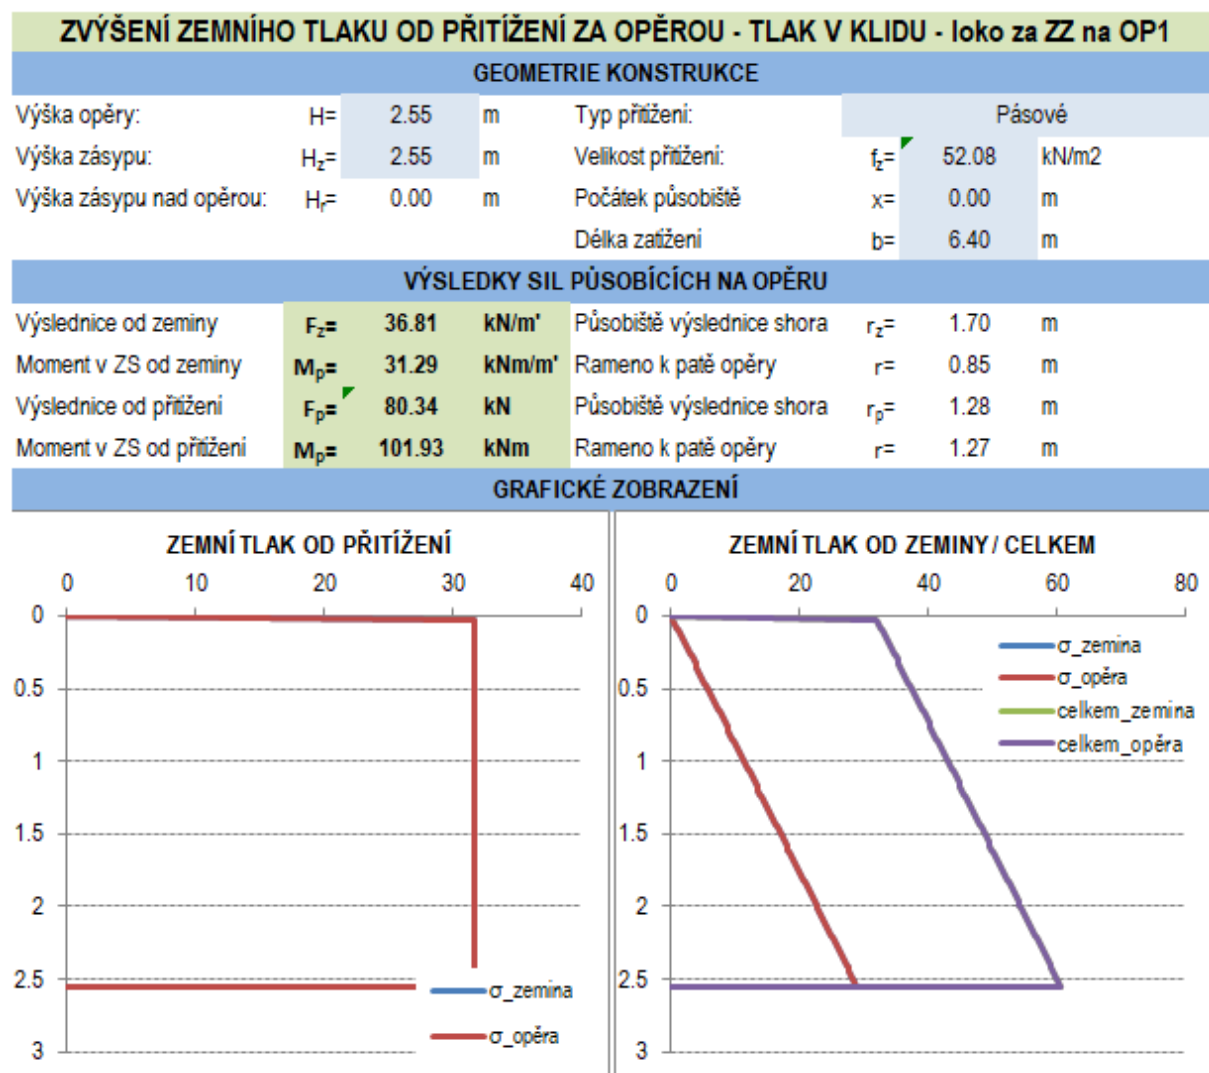 ZVÝŠENÍ ZEMNÍHO TLAKU OD PŘITÍŽENÍ ZA OPĚROU - TLAK V KLIDU - loko za ZZ na OP1
GEOMETRIE KONSTRUKCE
Výška opěry: H= 2.55 m Typ přitížení: Pásové
Výška zásypu: Hz= 2.55 m Velikost přitížení: fz= 52.08 kN/m2
Výška zásypu nad opěrou: Hr= 0.00 m Počátek působiště x= 0.00 m
Délka zatížení b= 6.40 m
VÝSLEDKY SIL PŮSOBÍCÍCH NA OPĚRU
Výslednice od zeminy Fz= 36.81 kN/m' Působiště výslednice shora rz= 1.70 m
Moment v ZS od zeminy Mp= 31.29 kNm/m' Rameno k patě opěry r= 0.85 m
Výslednice od přitížení Fp= 80.34 kN Působiště výslednice shora rp= 1.28 m
Moment v ZS od přitížení Mp= 101.93 kNm Rameno k patě opěry r= 1.27 m
GRAFICKÉ ZOBRAZENÍ
ZEMNÍ TLAK OD PŘITÍŽENÍ
0 10 20 30 40
0
0.5
1
1.5
2
2.5
3
σ_zemina
σ_opěra
ZEMNÍ TLAK OD ZEMINY / CELKEM
0 20 40 60 80
0
0.5
1
1.5
2
2.5
3
σ_zemina
σ_opěra
celkem_zemina
celkem_opěra